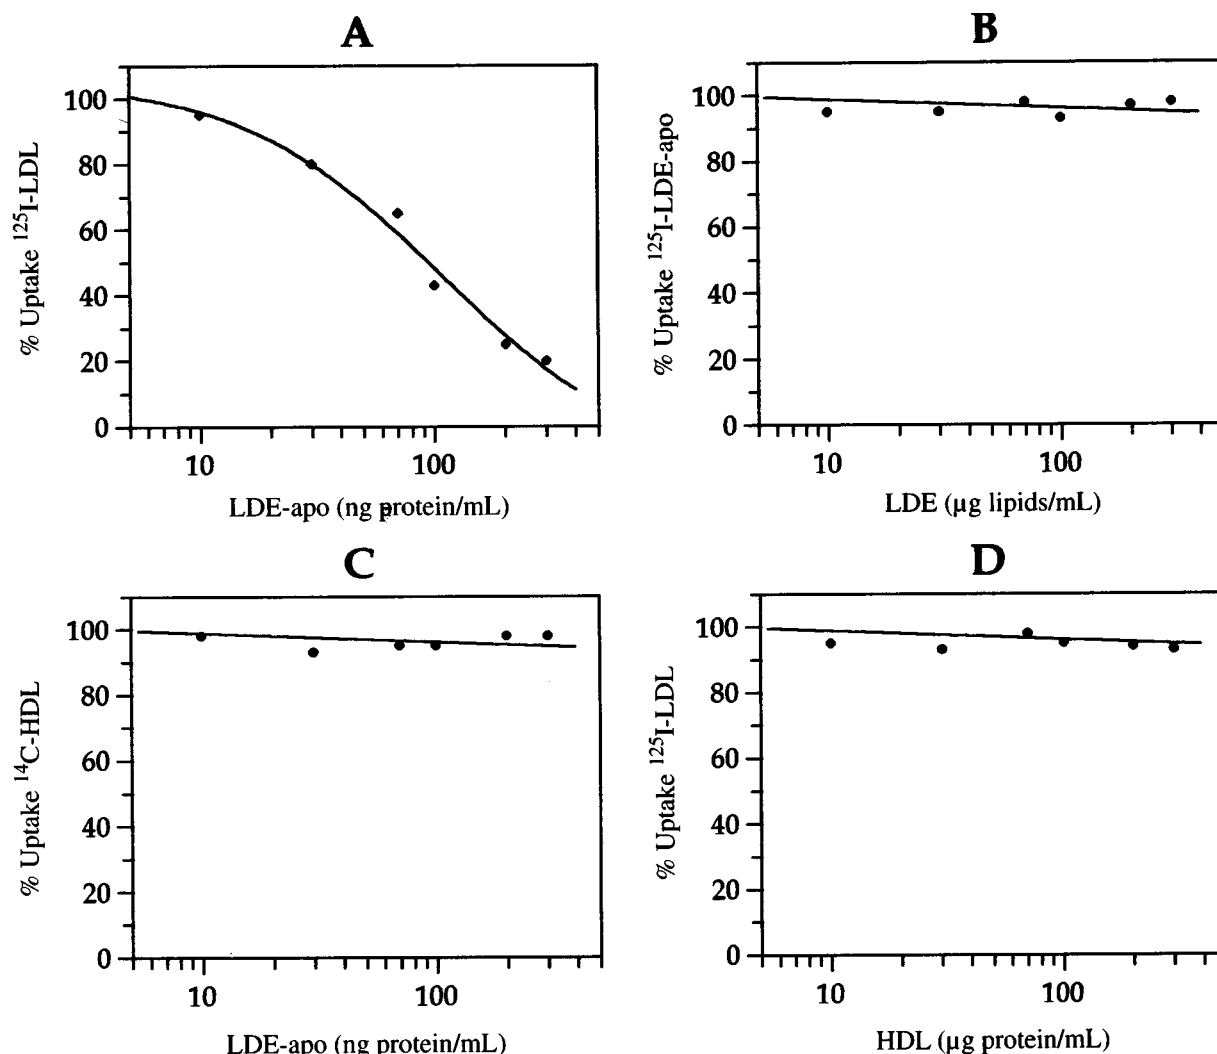 A
% Uptake ¹²⁵I-LDL
100
80
60
40
20
0
10
100
LDE-apo (ng protein/mL)
B
% Uptake ¹²⁵I-LDE-apo
100
80
60
40
20
0
10
100
LDE (µg lipids/mL)
C
% Uptake ¹⁴C-HDL
100
80
60
40
20
0
10
100
LDE-apo (ng protein/mL)
D
% Uptake ¹²⁵I-LDL
100
80
60
40
20
0
10
100
HDL (µg protein/mL)